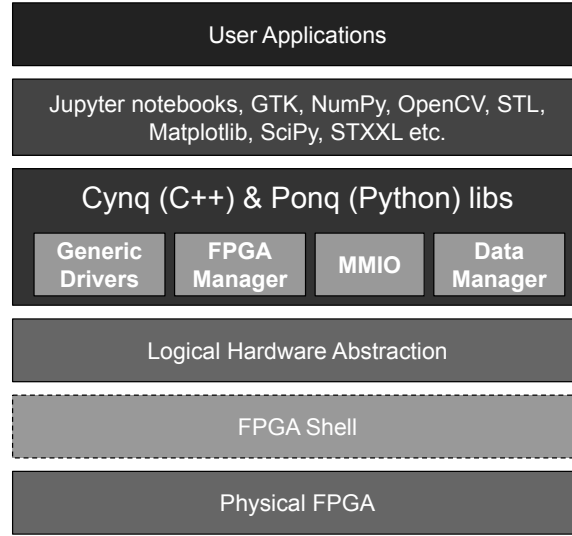 User Applications
Jupyter notebooks, GTK, NumPy, OpenCV, STL,
Matplotlib, SciPy, STXXL etc.
Cynq (C++) & Ponq (Python) libs
Generic
Drivers
FPGA
Manager
MMIO
Data
Manager
Logical Hardware Abstraction
FPGA Shell
Physical FPGA